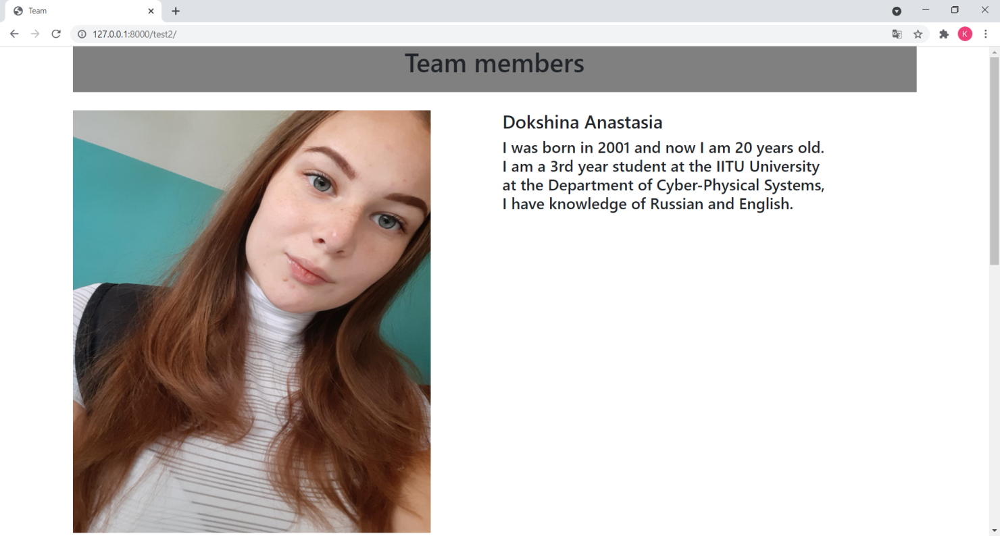 Team
127.0.0.1:8000/test2/
K
Team members
Dokshina Anastasia
I was born in 2001 and now I am 20 years old.
I am a 3rd year student at the IITU University
at the Department of Cyber-Physical Systems,
I have knowledge of Russian and English.